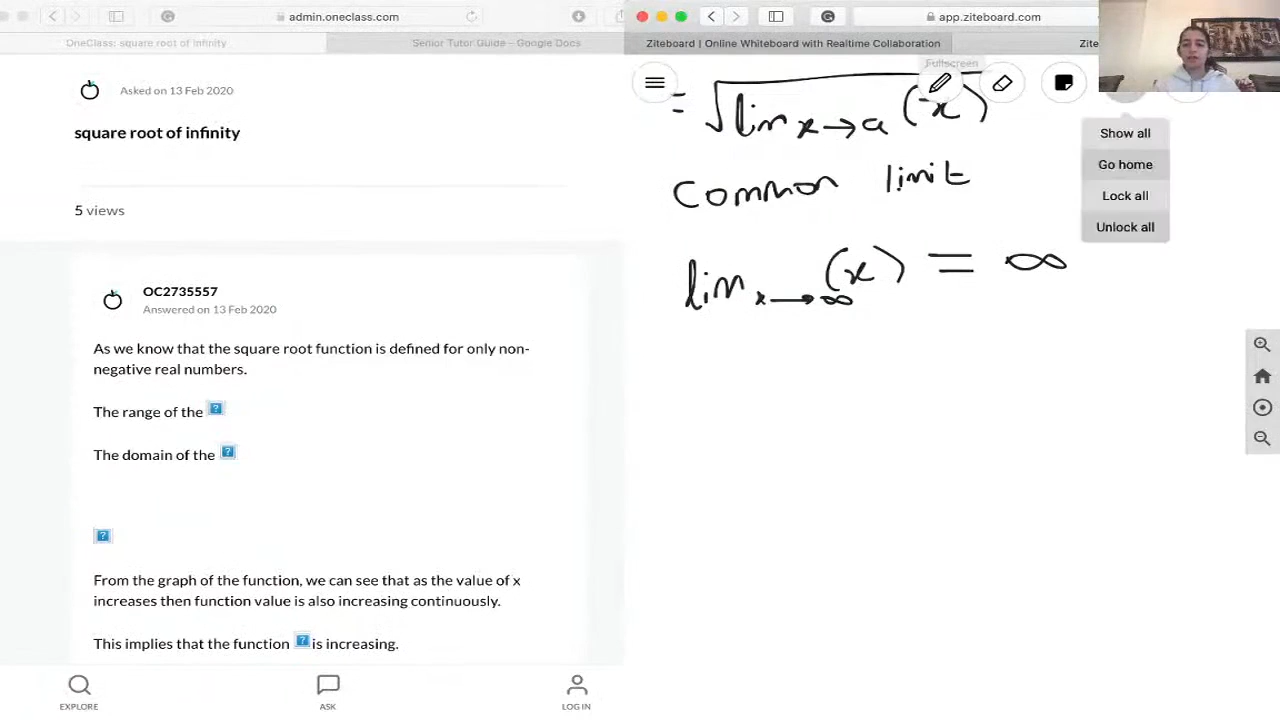 admin.oneclass.com
OneClass: square root of infinity
Senior Tutor Guide - Google Docs
Asked on 13 Feb 2020
square root of infinity
5 views
OC2735557
Answered on 13 Feb 2020
As we know that the square root function is defined for only non-
negative real numbers.
The range of the
The domain of the
From the graph of the function, we can see that as the value of x
increases then function value is also increasing continuously.
This implies that the function is increasing.
EXPLORE
ASK
LOG IN
app.ziteboard.com
Ziteboard | Online Whiteboard with Realtime Collaboration
Zite
Fullscreen
= √lim x→a (x)
Common limit
lim x→∞ (x) = ∞
Show all
Go home
Lock all
Unlock all